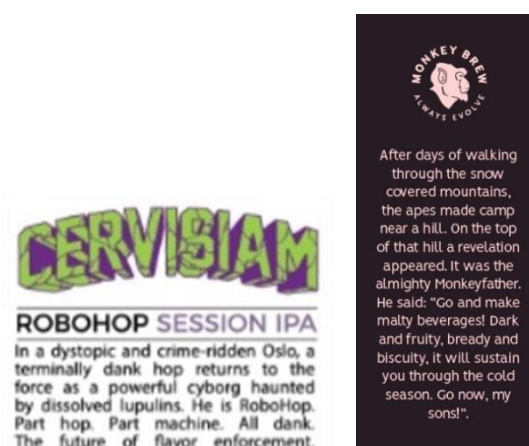 CERVISIAM
ROBOHOP SESSION IPA
In a dystopic and crime-ridden Oslo, a
terminally dank hop returns to the
force as a powerful cyborg haunted
by dissolved lupulins. He is RoboHop.
Part hop. Part machine. All dank.
The future of flavor enforcement.
MONKEY BREW
ALWAYS EVOLVE
After days of walking
through the snow
covered mountains,
the apes made camp
near a hill. On the top
of that hill a revelation
appeared. It was the
almighty Monkeyfather.
He said: "Go and make
malty beverages! Dark
and fruity, bready and
biscuity, it will sustain
you through the cold
season. Go now, my
sons!".